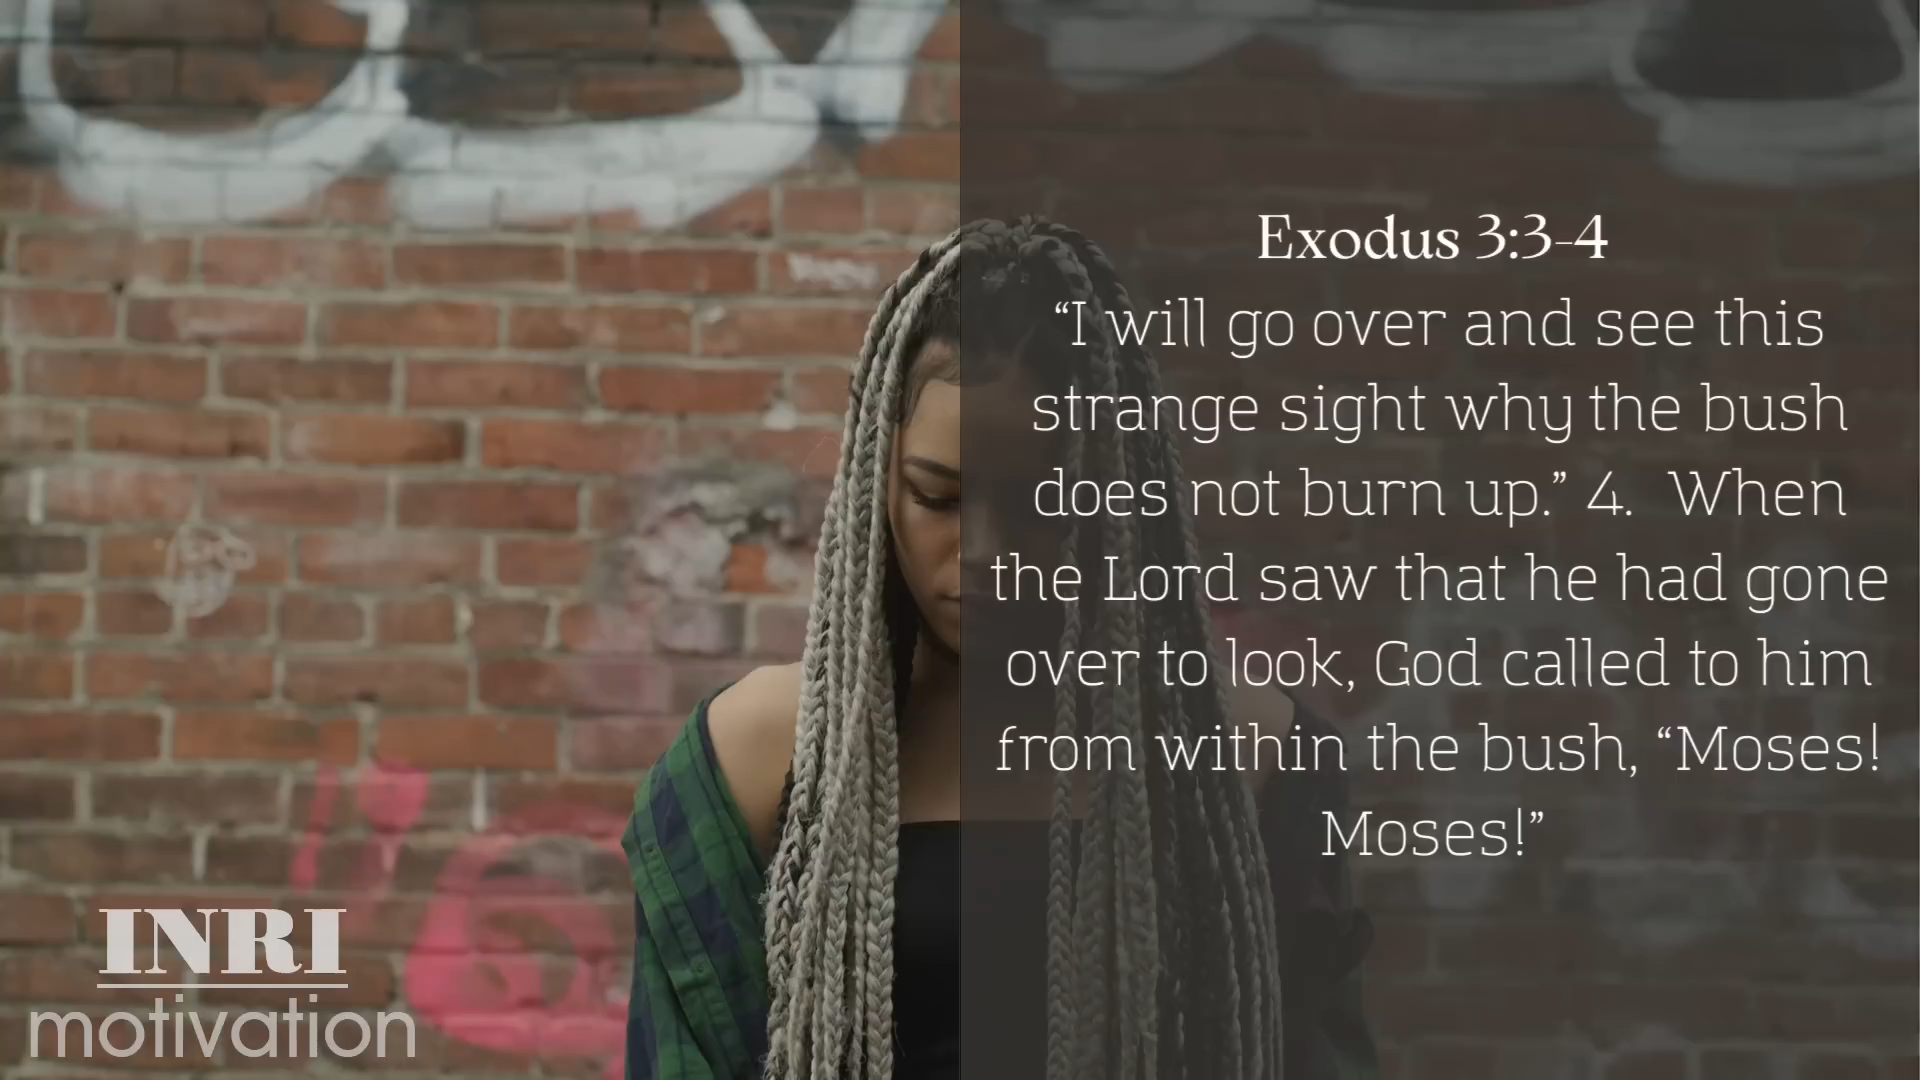 Exodus 3:3-4
“I will go over and see this
strange sight why the bush
does not burn up.” 4. When
the Lord saw that he had gone
over to look, God called to him
from within the bush, “Moses!
Moses!”
INRI
motivation